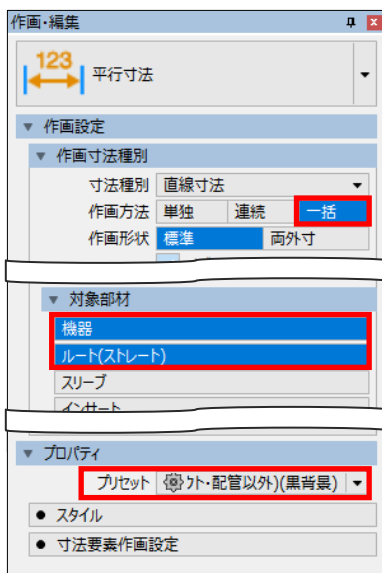 作画・編集
123
平行寸法
作画設定
作画寸法種別
寸法種別 直線寸法
作画方法 単独 連続 一括
作画形状 標準 両外寸
対象部材
機器
ルート(ストレート)
スリーブ
インサート
プロパティ
プリセット ｸﾄ・配管以外)(黒背景)
スタイル
寸法要素作画設定